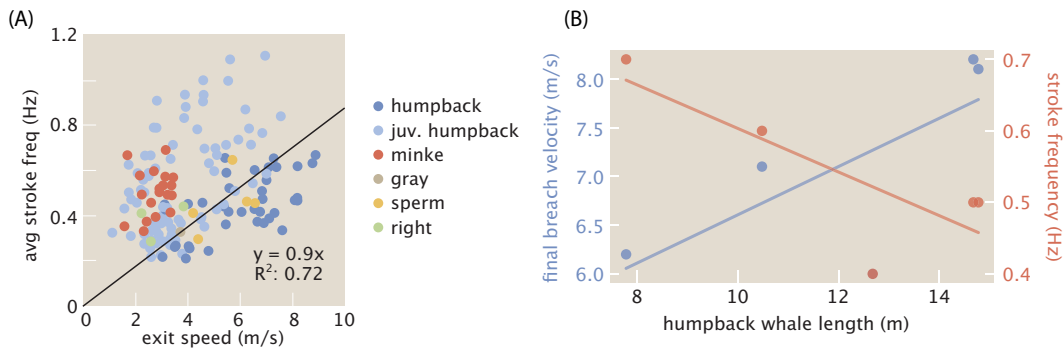 (A)
1.2
0.8
0.4
0
avg stroke freq (Hz)
0 2 4 6 8 10
exit speed (m/s)
y = 0.9x
R²: 0.72
humpback
juv. humpback
minke
gray
sperm
right
(B)
final breach velocity (m/s)
8.0
7.5
7.0
6.5
6.0
8 10 12 14
humpback whale length (m)
0.7
0.6
0.5
0.4
stroke frequency (Hz)